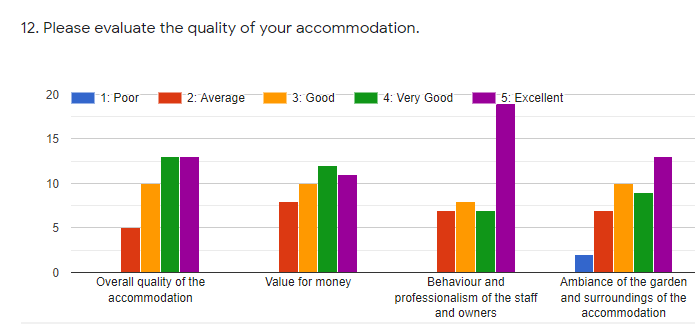 12. Please evaluate the quality of your accommodation.
20 1: Poor 2: Average 3: Good 4: Very Good 5: Excellent
15
10
5
0
Overall quality of the
accommodation
Value for money
Behaviour and
professionalism of the staff
and owners
Ambiance of the garden
and surroundings of the
accommodation